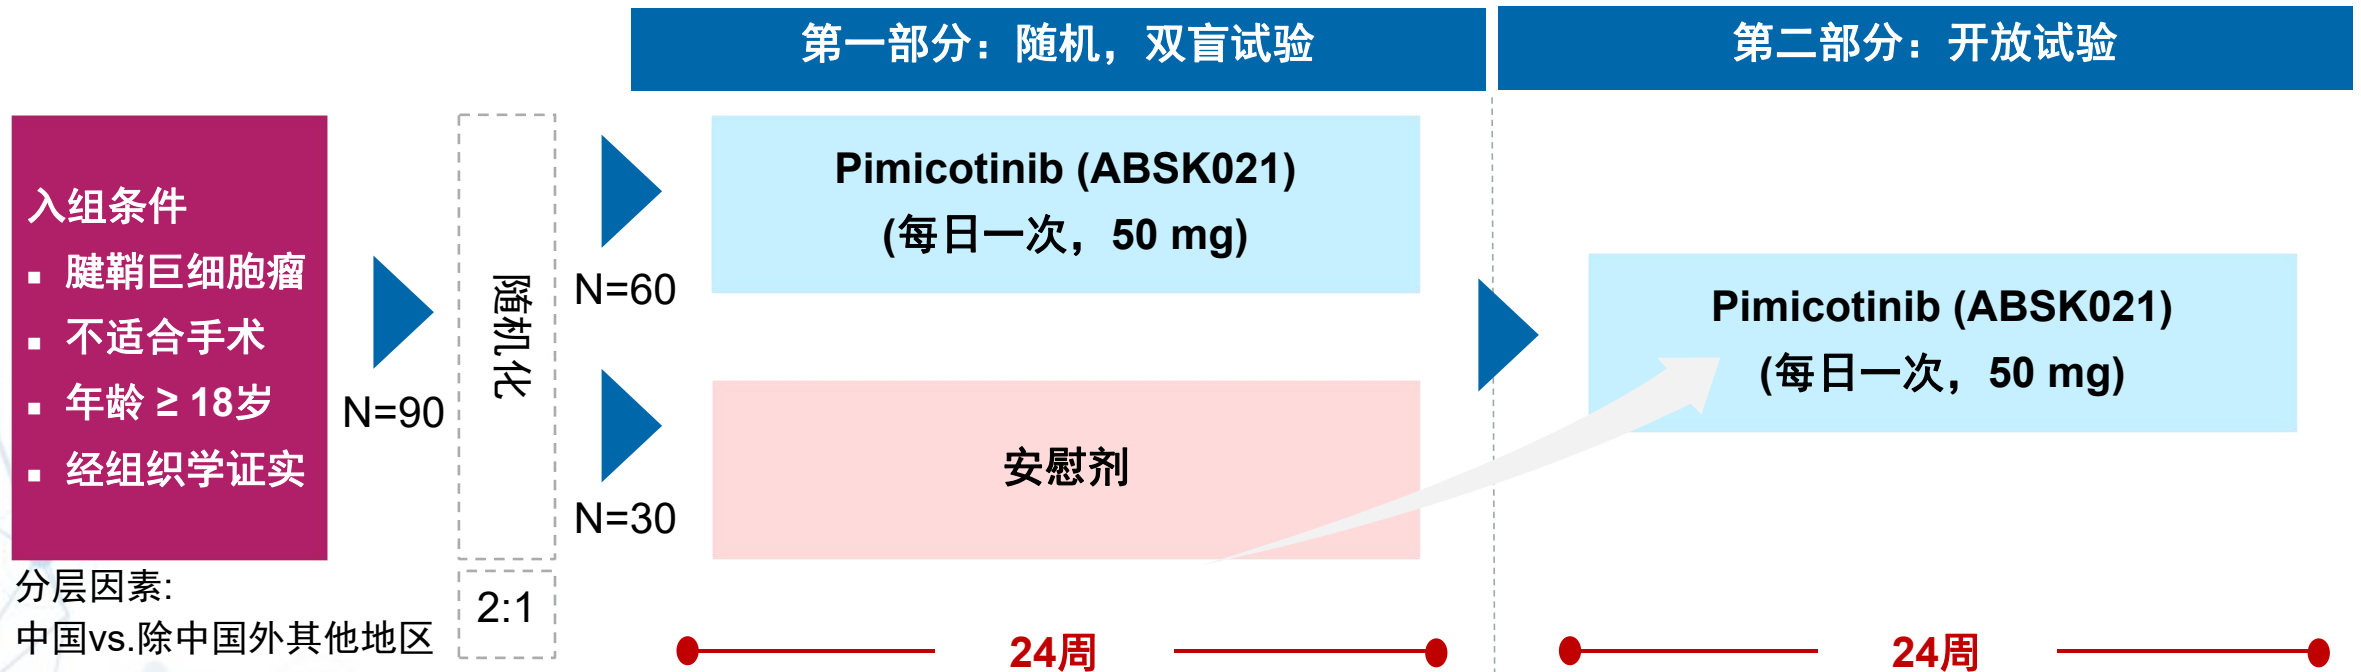 第一部分：随机，双盲试验
第二部分：开放试验
入组条件
▪ 腱鞘巨细胞瘤
▪ 不适合手术
▪ 年龄 ≥ 18岁
▪ 经组织学证实
分层因素:
中国vs.除中国外其他地区
N=90
随机化
2:1
N=60
N=30
Pimicotinib (ABSK021)
(每日一次，50 mg)
安慰剂
24周
Pimicotinib (ABSK021)
(每日一次，50 mg)
24周